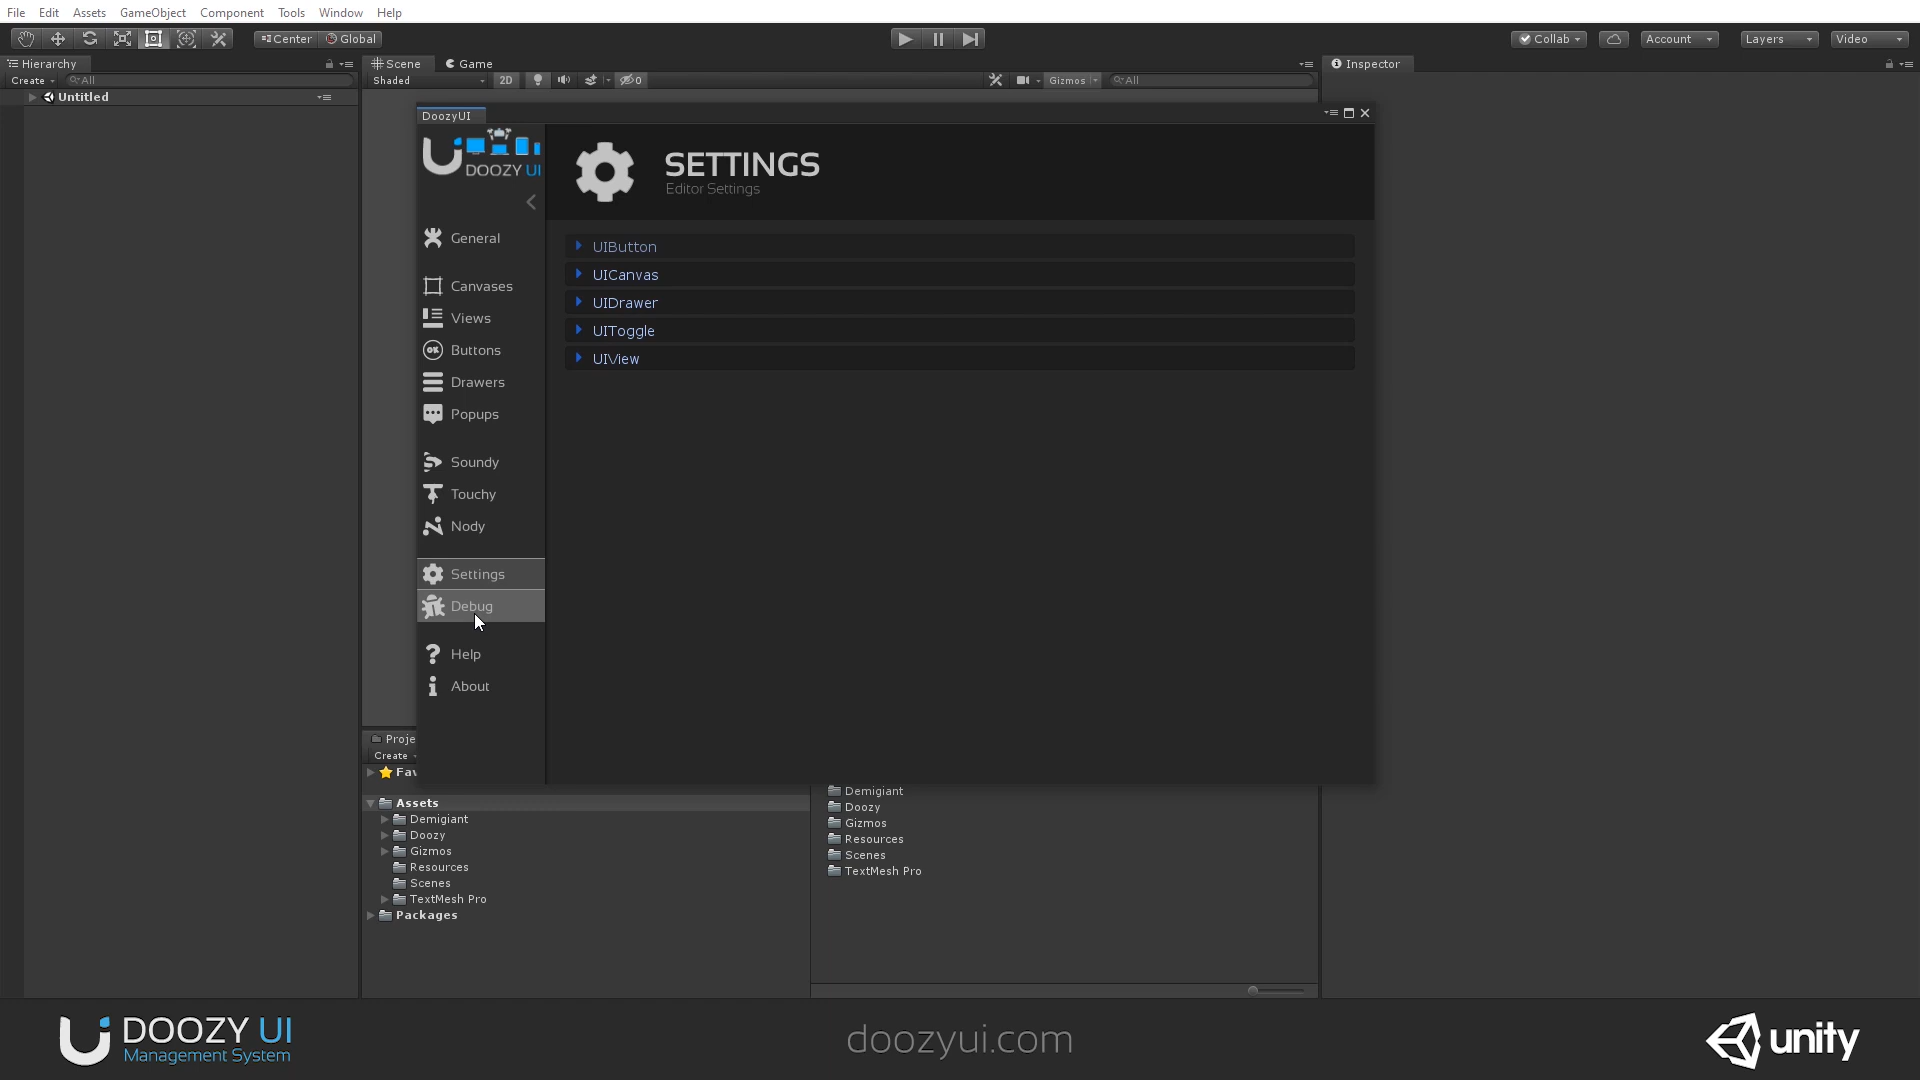 File Edit Assets GameObject Component Tools Window Help
Center Global
Collab Account Layers Video
Hierarchy
Create All
Untitled
Scene Game
Shaded 2D 0 Gizmos All
Inspector
DoozyUI
DOOZY UI
SETTINGS
Editor Settings
General
Canvases
Views
Buttons
Drawers
Popups
Soundy
Touchy
Nody
Settings
Debug
Help
About
UIButton
UICanvas
UIDrawer
UIToggle
UIView
Proje
Create
Fav
Assets
Demigiant
Doozy
Gizmos
Resources
Scenes
TextMesh Pro
Packages
Demigiant
Doozy
Gizmos
Resources
Scenes
TextMesh Pro
DOOZY UI
Management System
doozyui.com
unity